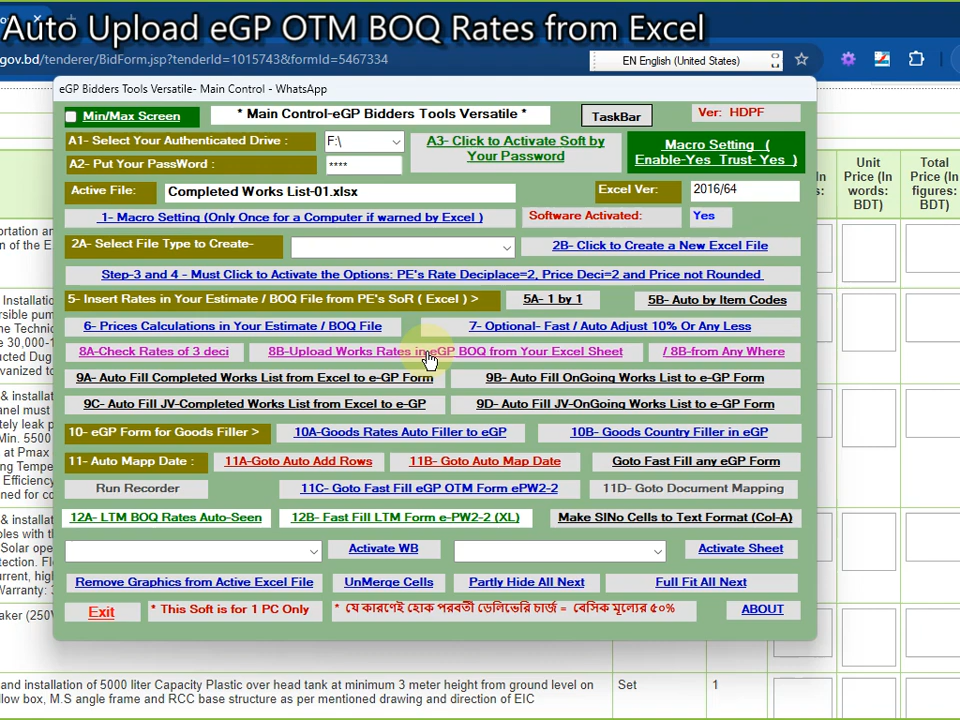 Auto Upload eGP OTM BOQ Rates from Excel
gov.bd/tenderer/BidForm.jsp?tenderId=1015743&formId=5467334
EN English (United States)
eGP Bidders Tools Versatile- Main Control - WhatsApp
Min/Max Screen
* Main Control-eGP Bidders Tools Versatile *
TaskBar
Ver: HDPF
A1- Select Your Authenticated Drive :
F:\
A3- Click to Activate Soft by Your Password
Macro Setting ( Enable-Yes Trust- Yes )
A2- Put Your PassWord :
****
Active File:
Completed Works List-01.xlsx
Excel Ver:
2016/64
1- Macro Setting (Only Once for a Computer if warned by Excel )
Software Activated:
Yes
2A- Select File Type to Create-
2B- Click to Create a New Excel File
Step-3 and 4 - Must Click to Activate the Options: PE's Rate Deciplace=2, Price Deci=2 and Price not Rounded
5- Insert Rates in Your Estimate / BOQ File from PE's SoR ( Excel ) >
5A- 1 by 1
5B- Auto by Item Codes
6- Prices Calculations in Your Estimate / BOQ File
7- Optional- Fast / Auto Adjust 10% Or Any Less
8A-Check Rates of 3 deci
8B-Upload Works Rates in eGP BOQ from Your Excel Sheet
/ 8B-from Any Where
9A- Auto Fill Completed Works List from Excel to e-GP Form
9B- Auto Fill OnGoing Works List to e-GP Form
9C- Auto Fill JV-Completed Works List from Excel to e-GP
9D- Auto Fill JV-OnGoing Works List to e-GP Form
10- eGP Form for Goods Filler >
10A-Goods Rates Auto Filler to eGP
10B- Goods Country Filler in eGP
11- Auto Mapp Date :
11A-Goto Auto Add Rows
11B- Goto Auto Map Date
Goto Fast Fill any eGP Form
Run Recorder
11C- Goto Fast Fill eGP OTM Form ePW2-2
11D- Goto Document Mapping
12A- LTM BOQ Rates Auto-Seen
12B- Fast Fill LTM Form e-PW2-2 (XL)
Make SlNo Cells to Text Format (Col-A)
Activate WB
Activate Sheet
Remove Graphics from Active Excel File
UnMerge Cells
Partly Hide All Next
Full Fit All Next
Exit
* This Soft is for 1 PC Only
* যে কারণেই হোক পরবর্তী ডেলিভেরি চার্জ = বেসিক মূল্যের ৫০%
ABOUT
Unit
Price (In
words:
BDT)
Total
Price (In
figures:
BDT)
and installation of 5000 liter Capacity Plastic over head tank at minimum 3 meter height from ground level on
llow box, M.S angle frame and RCC base structure as per mentioned drawing and direction of EIC
Set
1